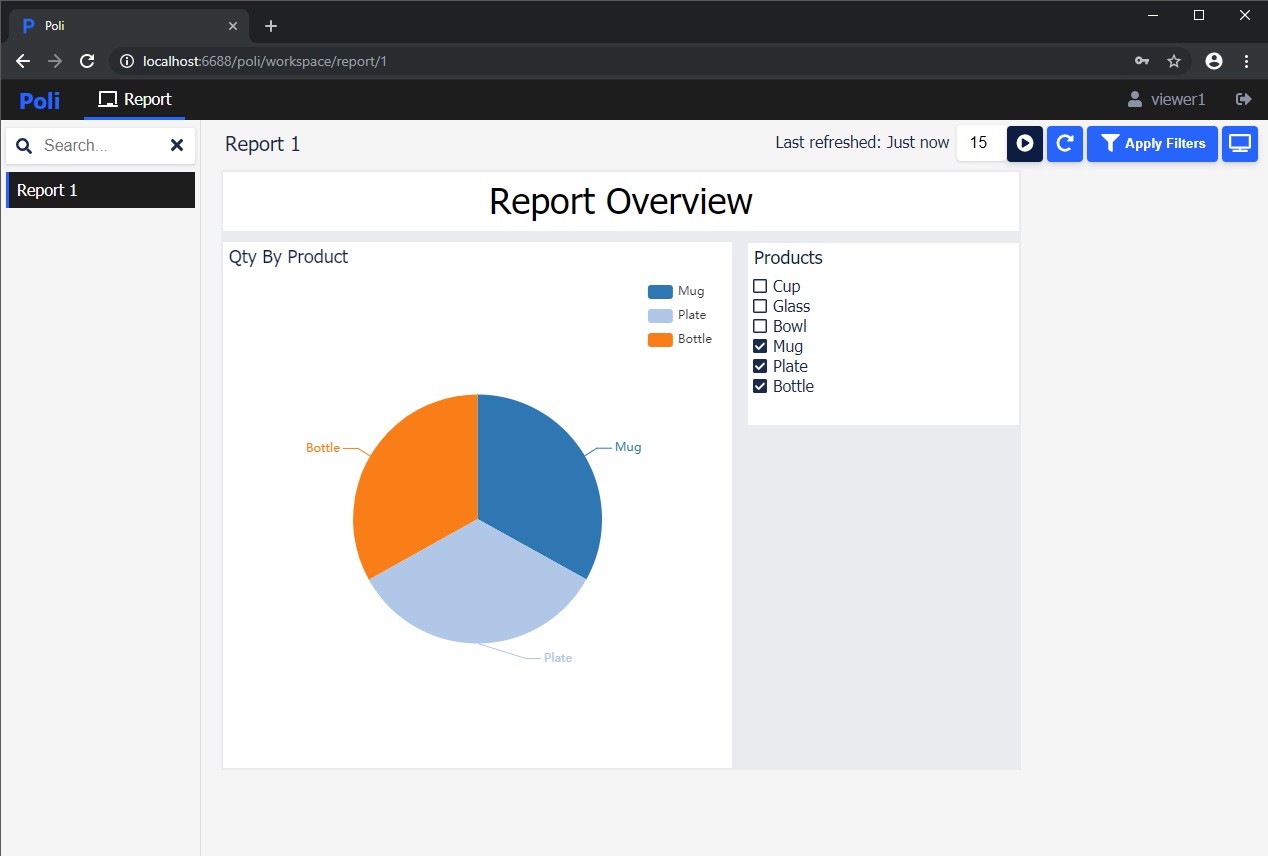 Poli
localhost:6688/poli/workspace/report/1
Poli Report viewer1
Search...
Report 1
Report 1 Last refreshed: Just now 15 Apply Filters
Report Overview
Qty By Product
Mug
Plate
Bottle
Bottle
Mug
Plate
Products
Cup
Glass
Bowl
Mug
Plate
Bottle